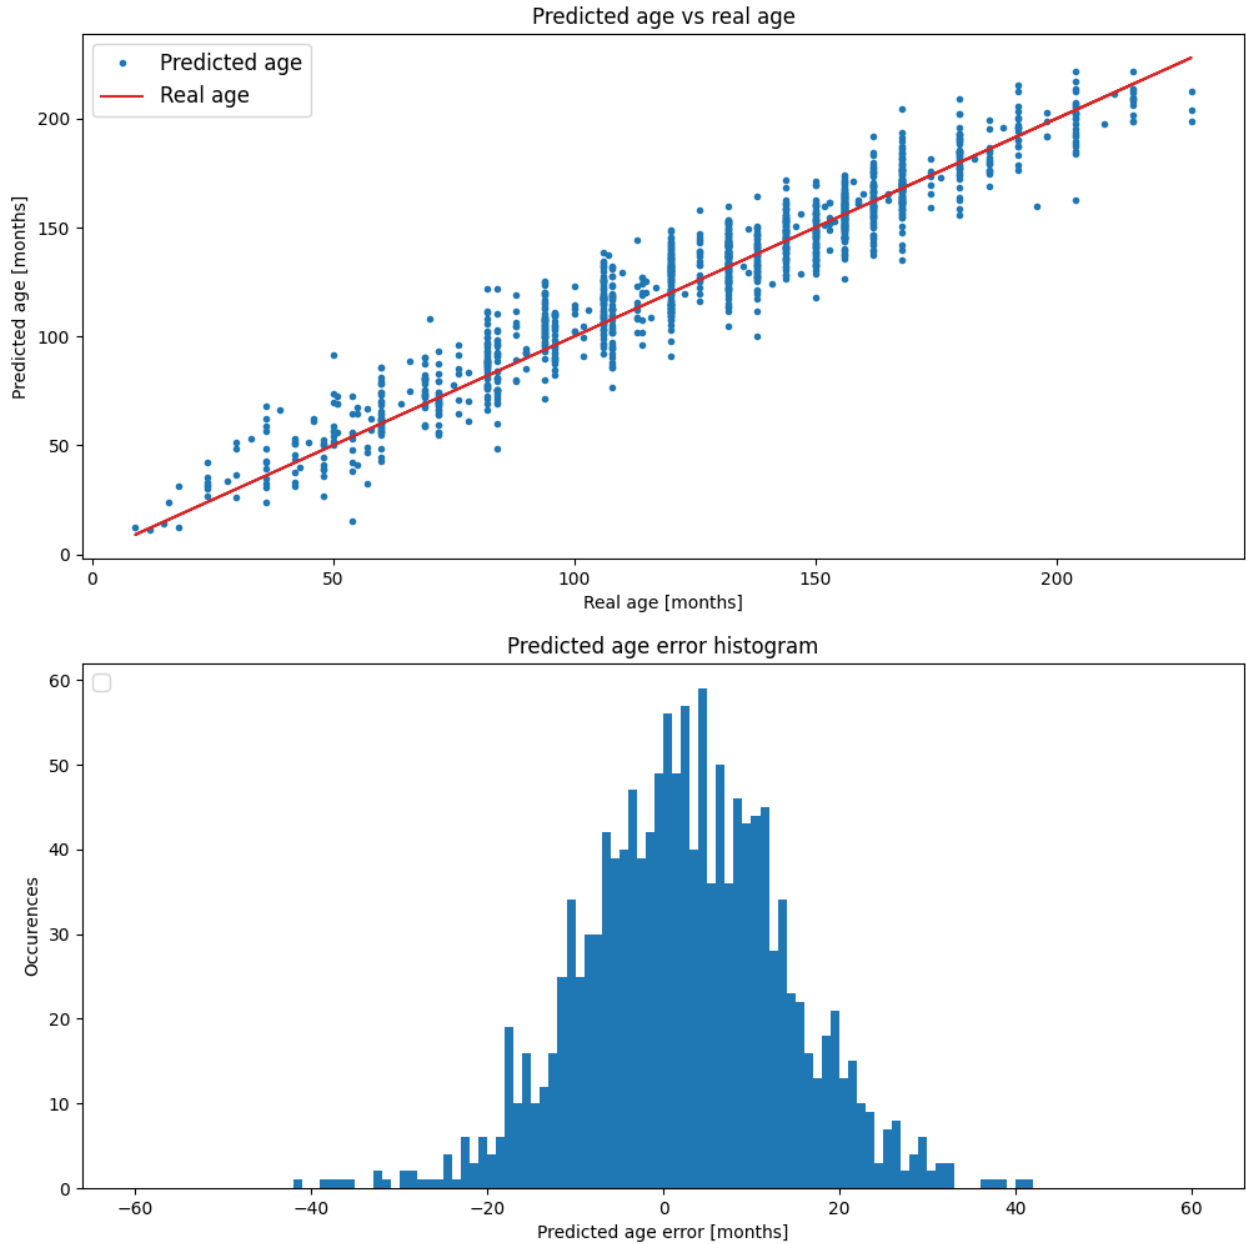 Predicted age vs real age
Predicted age
Real age
Predicted age [months]
200
150
100
50
0
0 50 100 150 200
Real age [months]
Predicted age error histogram
Occurences
60
50
40
30
20
10
0
−60 −40 −20 0 20 40 60
Predicted age error [months]